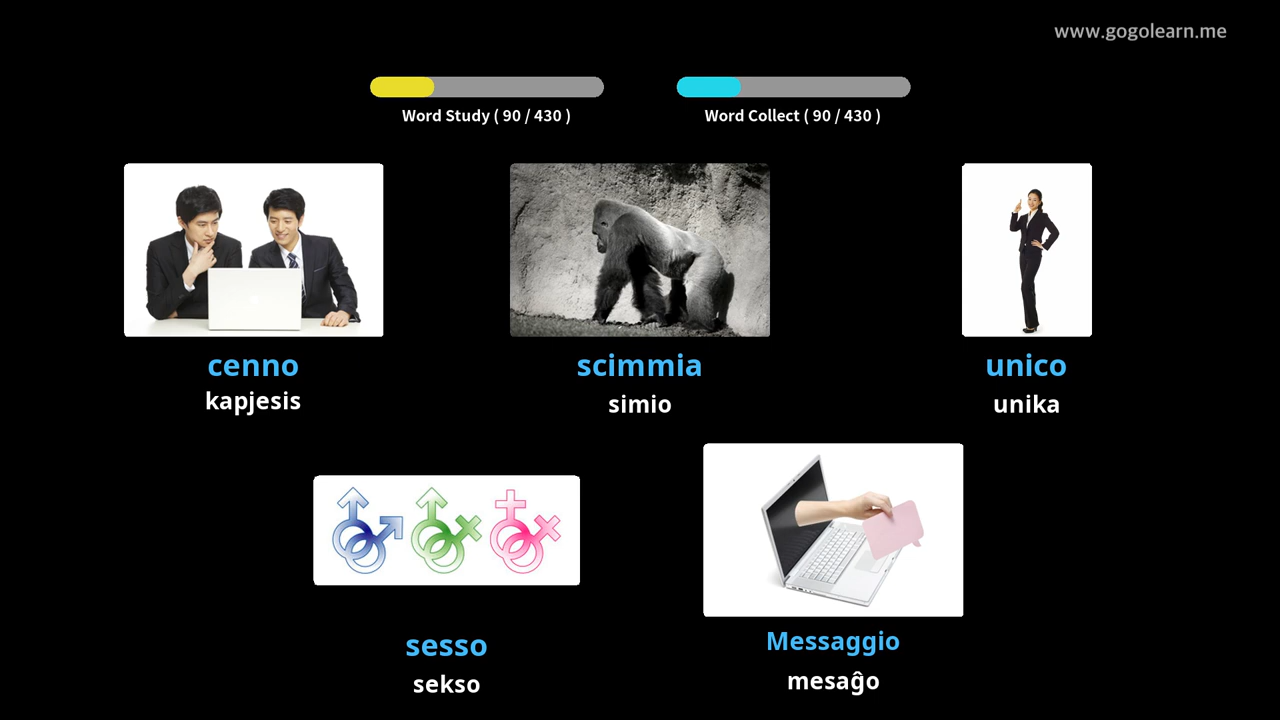 www.gogolearn.me
Word Study ( 90 / 430 )
Word Collect ( 90 / 430 )
cenno
kapjesis
scimmia
simio
unico
unika
sesso
sekso
Messaggio
mesaĝo